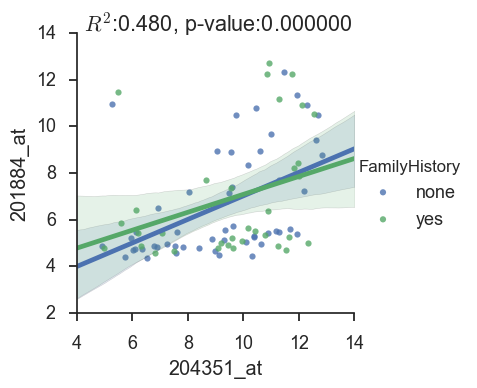 R²:0.480, p-value:0.000000
14
12
10
8
6
4
2
201884_at
4 6 8 10 12 14
204351_at
FamilyHistory
none
yes